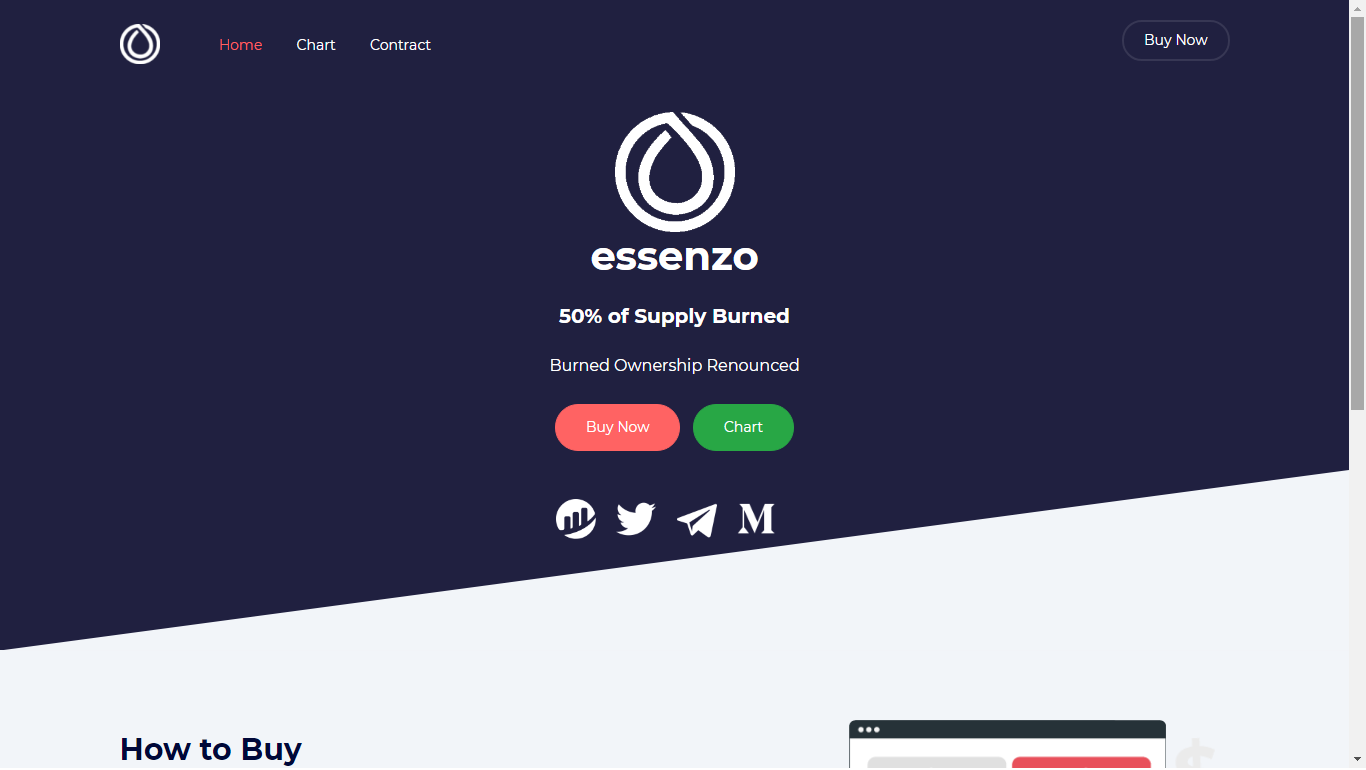 Home
Chart
Contract
Buy Now
essenzo
50% of Supply Burned
Burned Ownership Renounced
Buy Now
Chart
M
How to Buy